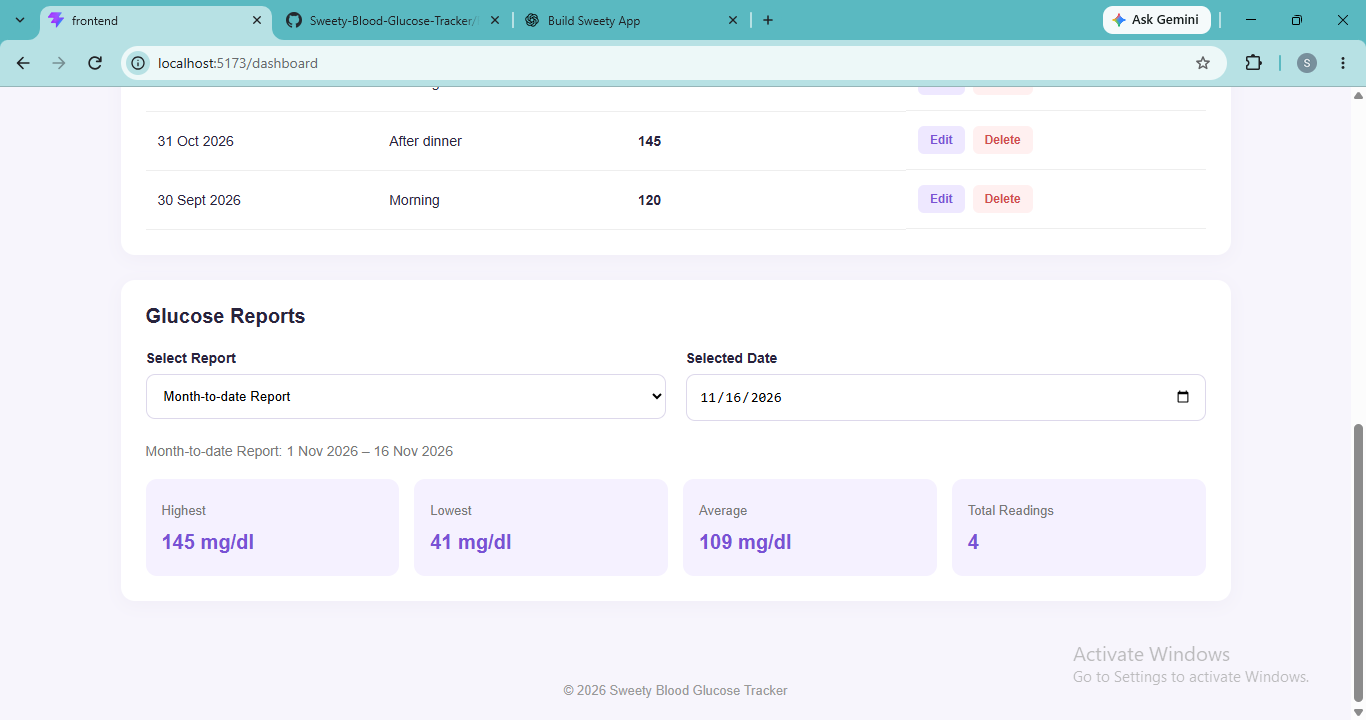 frontend
Sweety-Blood-Glucose-Tracker/
Build Sweety App
Ask Gemini
localhost:5173/dashboard
S
31 Oct 2026 After dinner 145 Edit Delete
30 Sept 2026 Morning 120 Edit Delete
Glucose Reports
Select Report Selected Date
Month-to-date Report 11/16/2026
Month-to-date Report: 1 Nov 2026 – 16 Nov 2026
Highest Lowest Average Total Readings
145 mg/dl 41 mg/dl 109 mg/dl 4
Activate Windows
Go to Settings to activate Windows.
© 2026 Sweety Blood Glucose Tracker